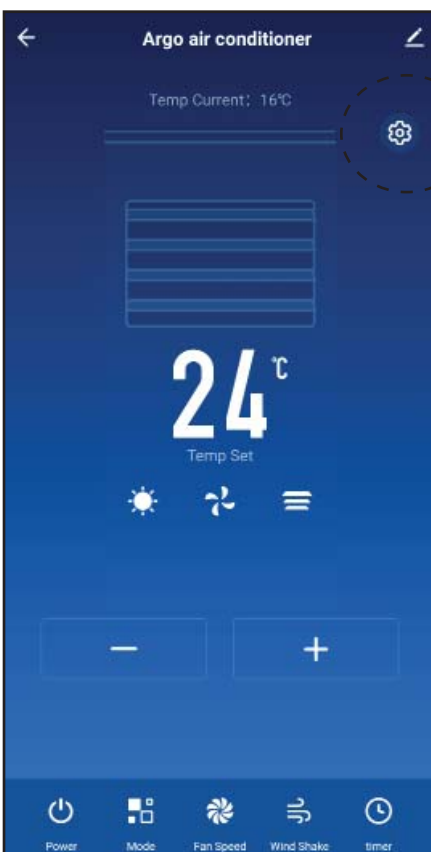 Argo air conditioner
Temp Current: 16℃
24℃
Temp Set
Power Mode Fan Speed Wind Shake timer